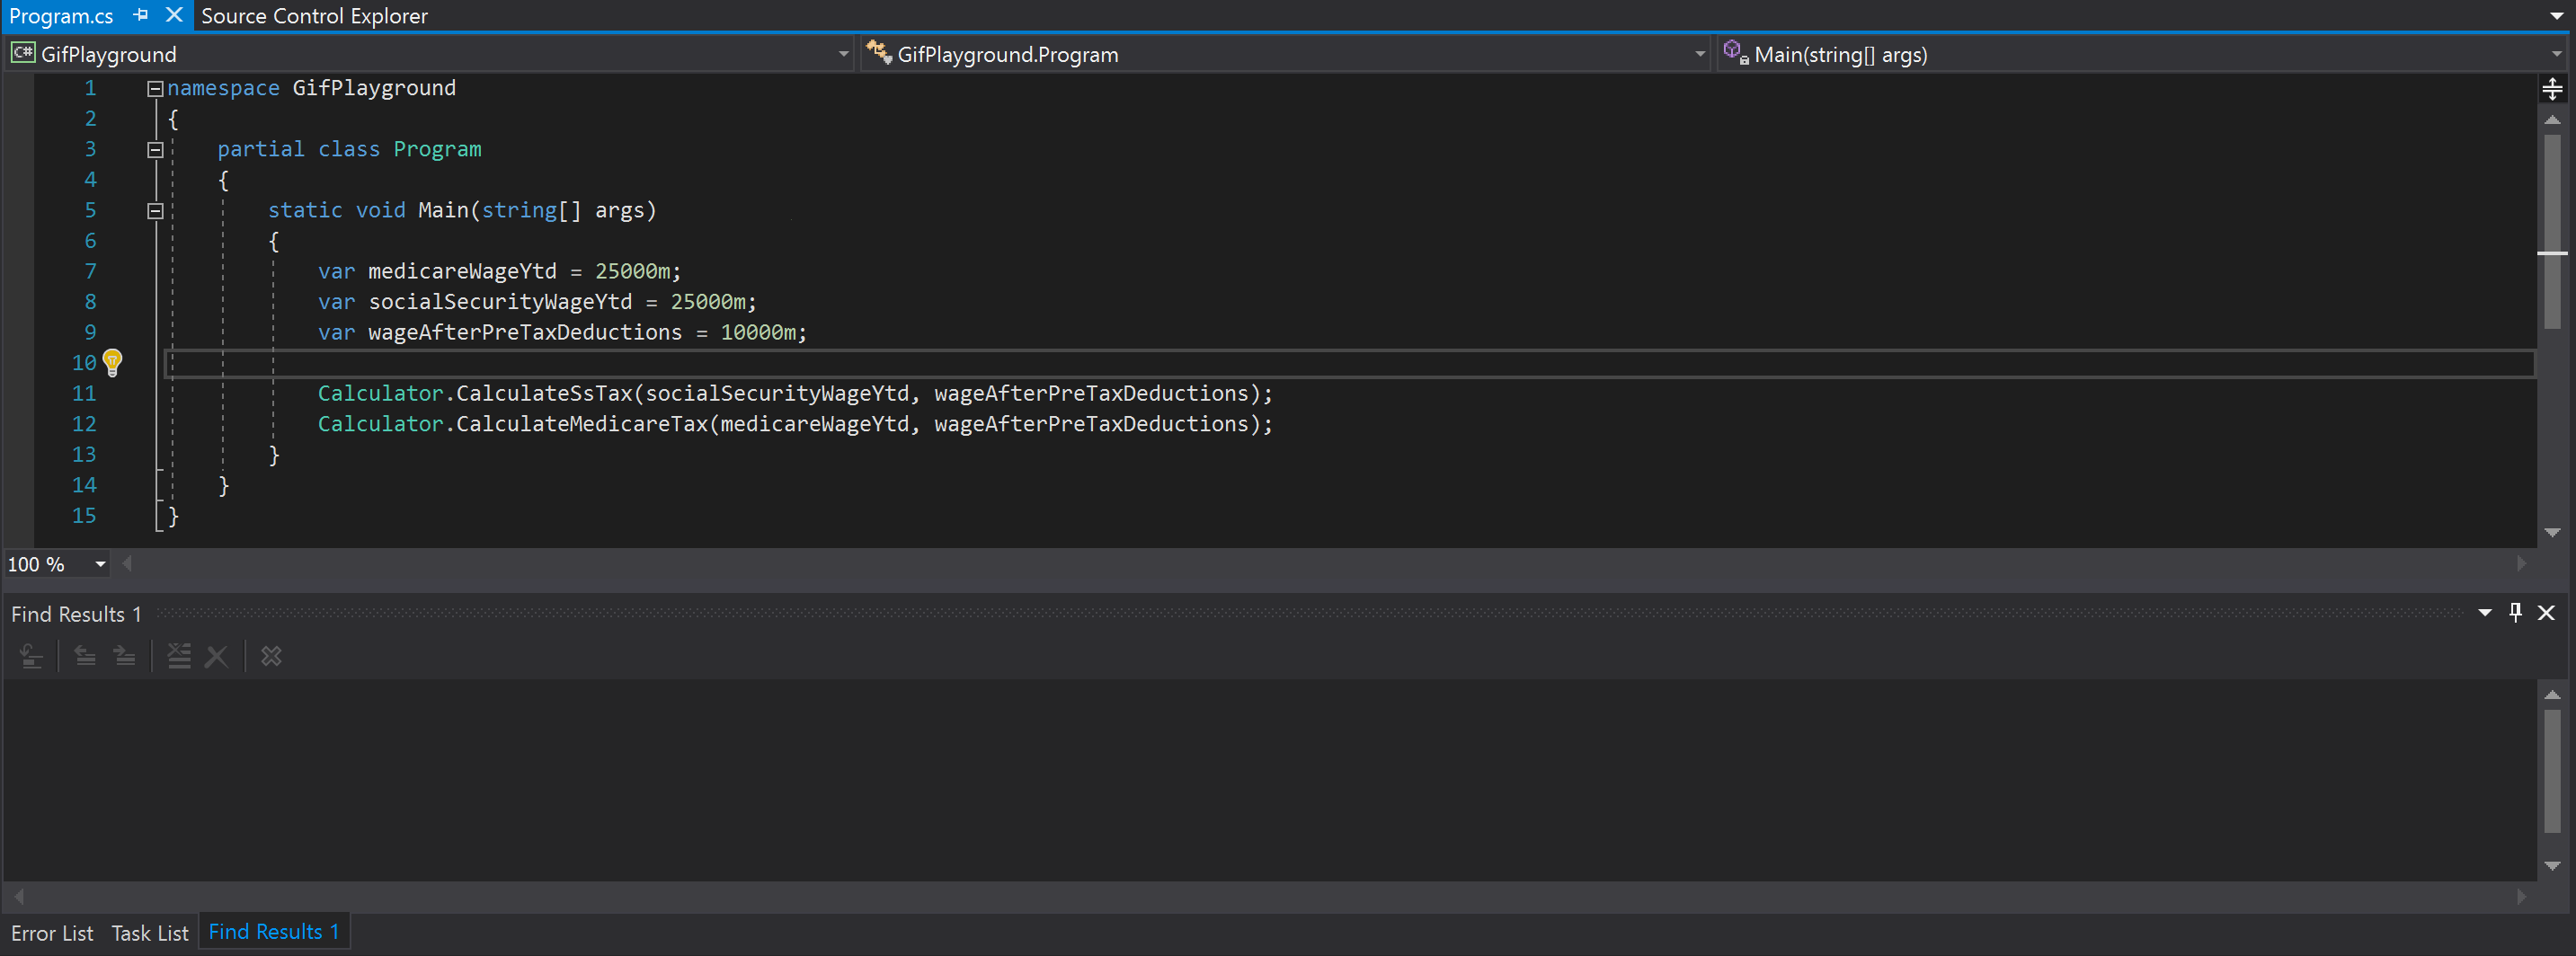 Program.cs Source Control Explorer
C# GifPlayground GifPlayground.Program Main(string[] args)
1 namespace GifPlayground
2 {
3 partial class Program
4 {
5 static void Main(string[] args)
6 {
7 var medicareWageYtd = 25000m;
8 var socialSecurityWageYtd = 25000m;
9 var wageAfterPreTaxDeductions = 10000m;
10
11 Calculator.CalculateSsTax(socialSecurityWageYtd, wageAfterPreTaxDeductions);
12 Calculator.CalculateMedicareTax(medicareWageYtd, wageAfterPreTaxDeductions);
13 }
14 }
15 }
100 %
Find Results 1
Error List Task List Find Results 1